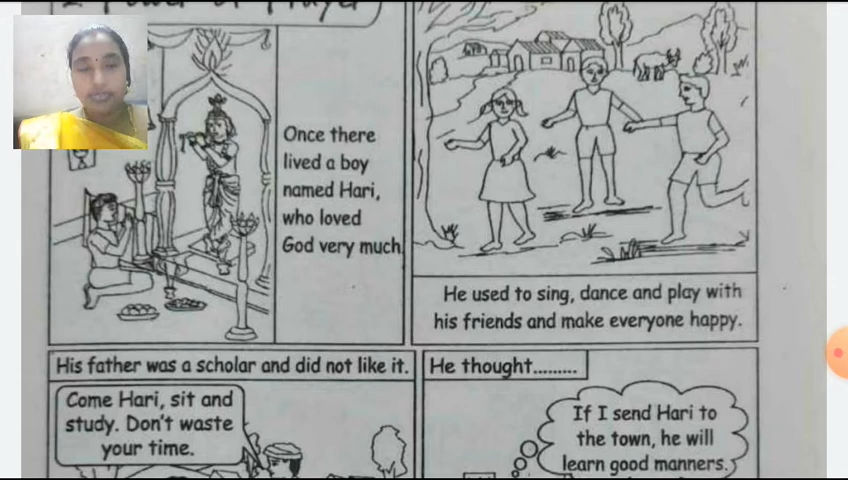 Once there
lived a boy
named Hari,
who loved
God very much
He used to sing, dance and play with
his friends and make everyone happy.
His father was a scholar and did not like it.
He thought.........
Come Hari, sit and
study. Don't waste
your time.
If I send Hari to
the town, he will
learn good manners.